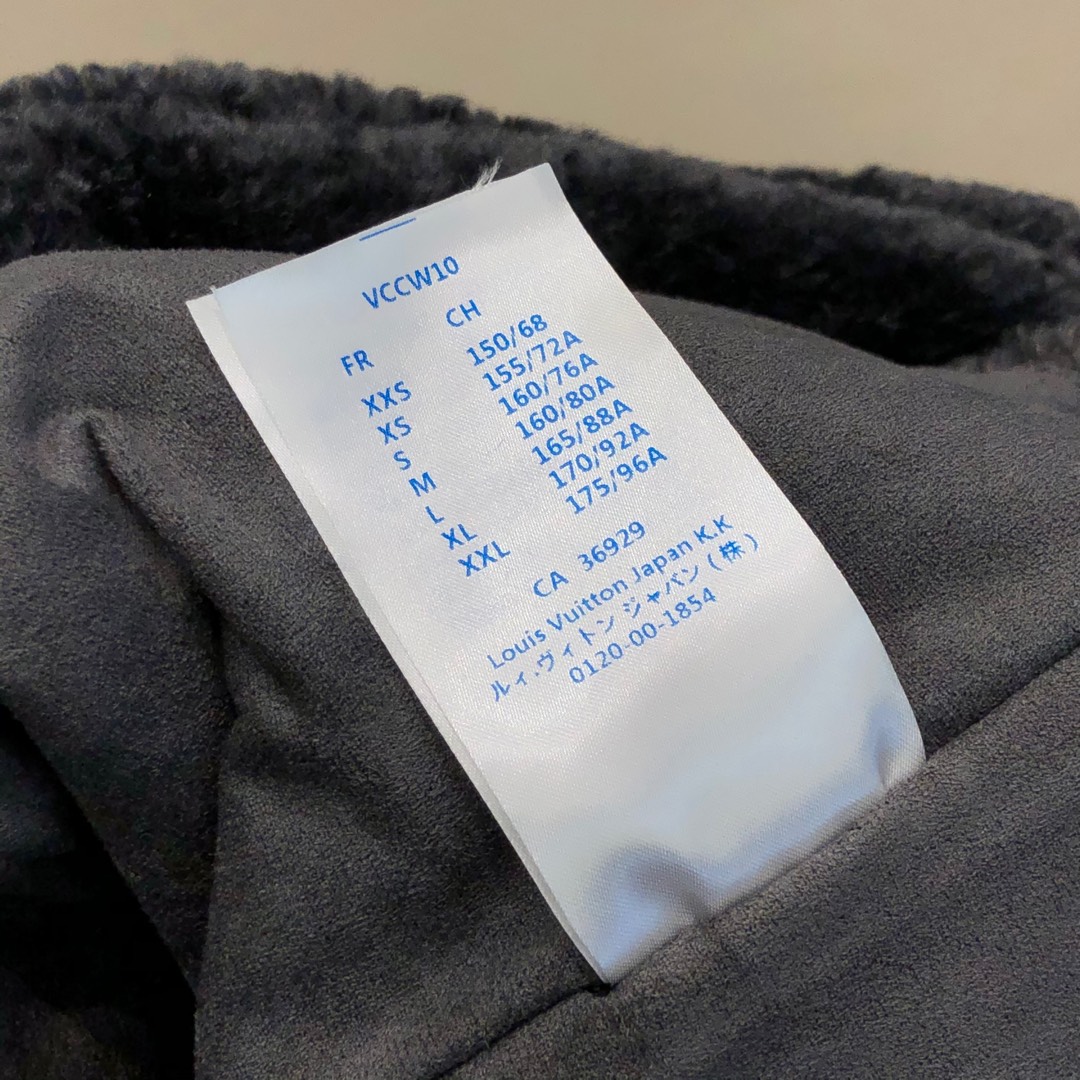 VCCW10
FR CH
XXS 150/68
XS 155/72A
S 160/76A
M 160/80A
L 165/88A
XL 170/92A
XXL 175/96A
CA 36929
Louis Vuitton Japan K.K
ルィ.ヴィトン ジャパン (株)
0120-00-1854